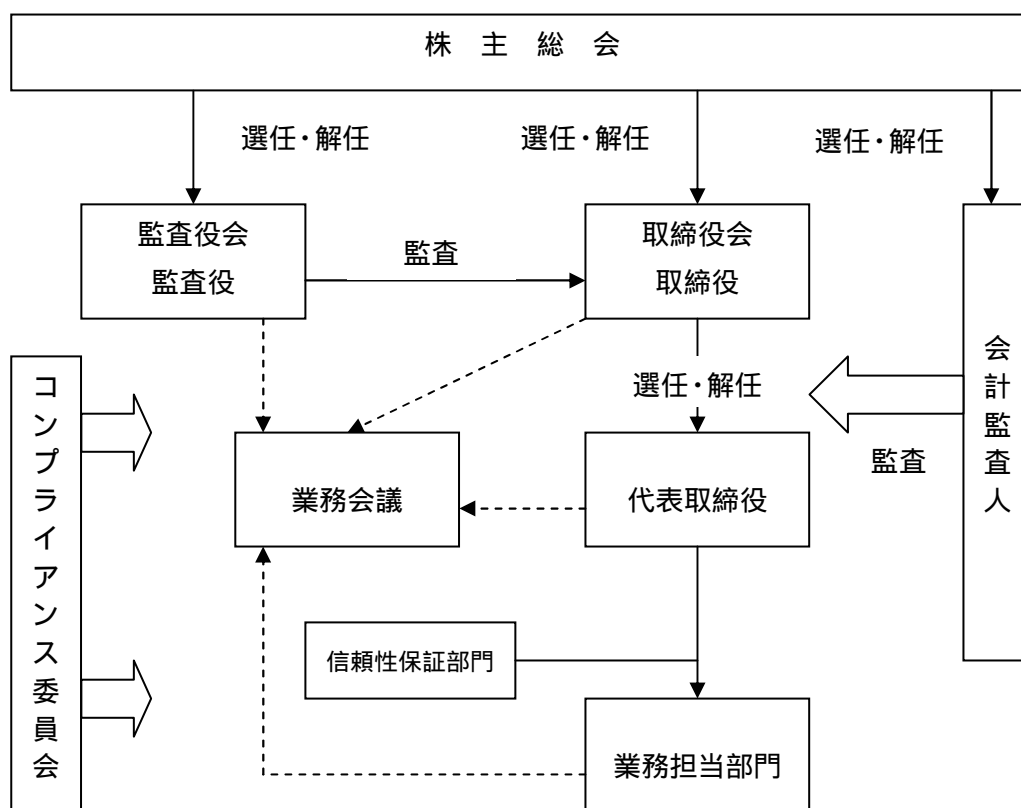 株 主 総 会
選任・解任
選任・解任
選任・解任
監査役会
監査役
監査
取締役会
取締役
会計監査人
選任・解任
監査
コンプライアンス委員会
業務会議
代表取締役
信頼性保証部門
業務担当部門